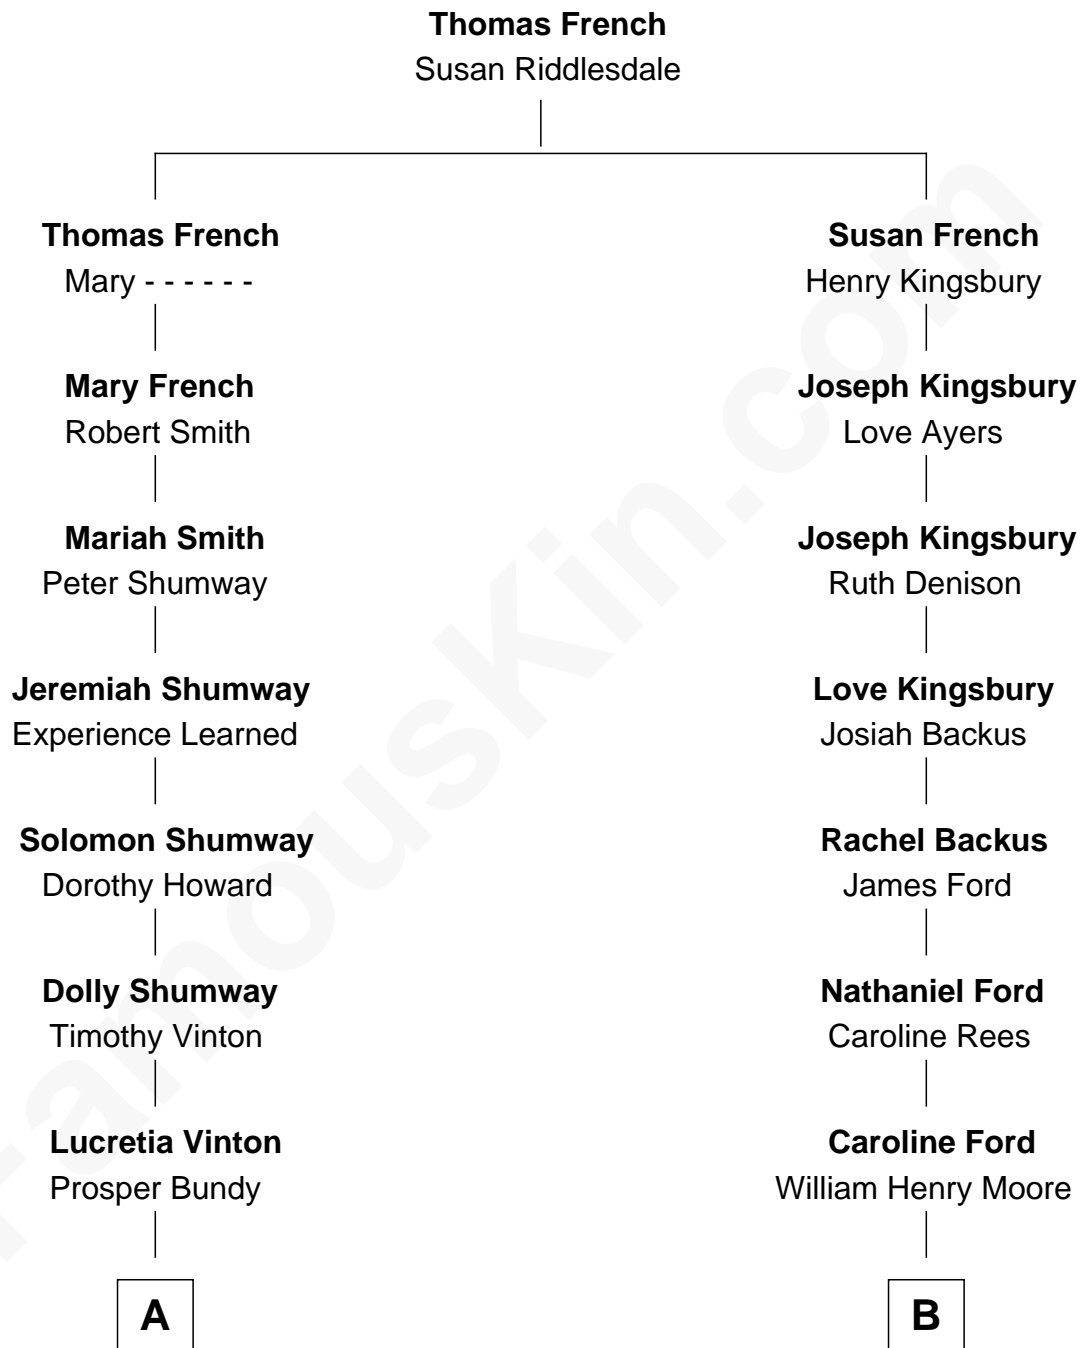 Thomas French
Susan Riddlesdale
Thomas French
Mary - - - - - -
Susan French
Henry Kingsbury
Mary French
Robert Smith
Joseph Kingsbury
Love Ayers
Mariah Smith
Peter Shumway
Joseph Kingsbury
Ruth Denison
Jeremiah Shumway
Experience Learned
Love Kingsbury
Josiah Backus
Solomon Shumway
Dorothy Howard
Rachel Backus
James Ford
Dolly Shumway
Timothy Vinton
Nathaniel Ford
Caroline Rees
Lucretia Vinton
Prosper Bundy
Caroline Ford
William Henry Moore
A
B
FamousKin.com